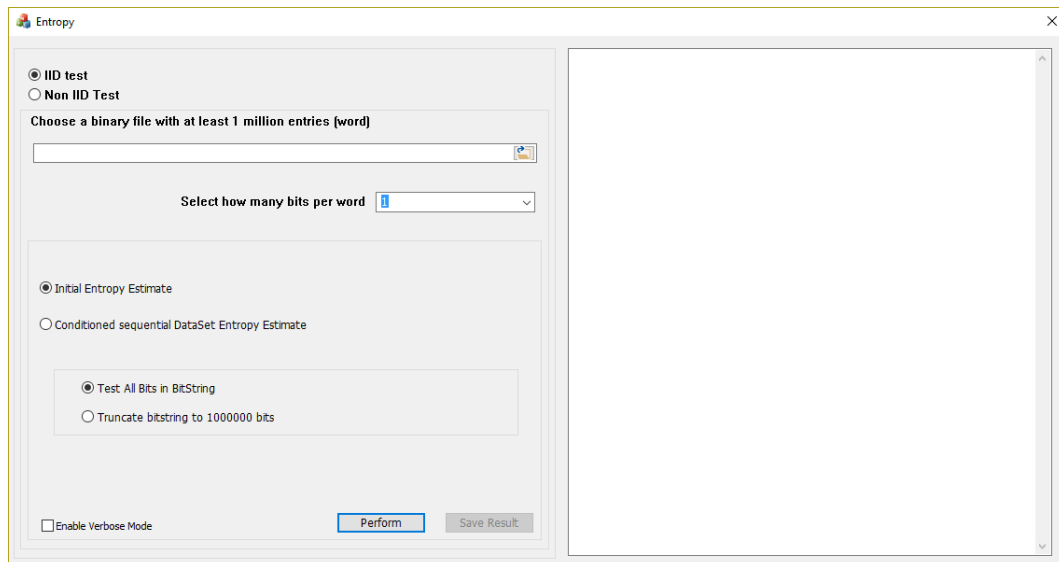 Entropy
IID test
Non IID Test
Choose a binary file with at least 1 million entries (word)
Select how many bits per word
1
Initial Entropy Estimate
Conditioned sequential DataSet Entropy Estimate
Test All Bits in BitString
Truncate bitstring to 1000000 bits
Enable Verbose Mode
Perform
Save Result